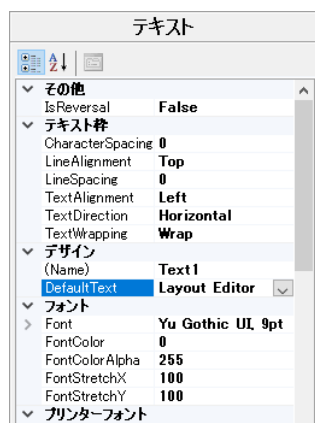 テキスト
その他
IsReversal False
テキスト枠
CharacterSpacing 0
LineAlignment Top
LineSpacing 0
TextAlignment Left
TextDirection Horizontal
TextWrapping Wrap
デザイン
(Name) Text1
DefaultText Layout Editor
フォント
Font Yu Gothic UI, 9pt
FontColor 0
FontColorAlpha 255
FontStretchX 100
FontStretchY 100
プリンターフォント